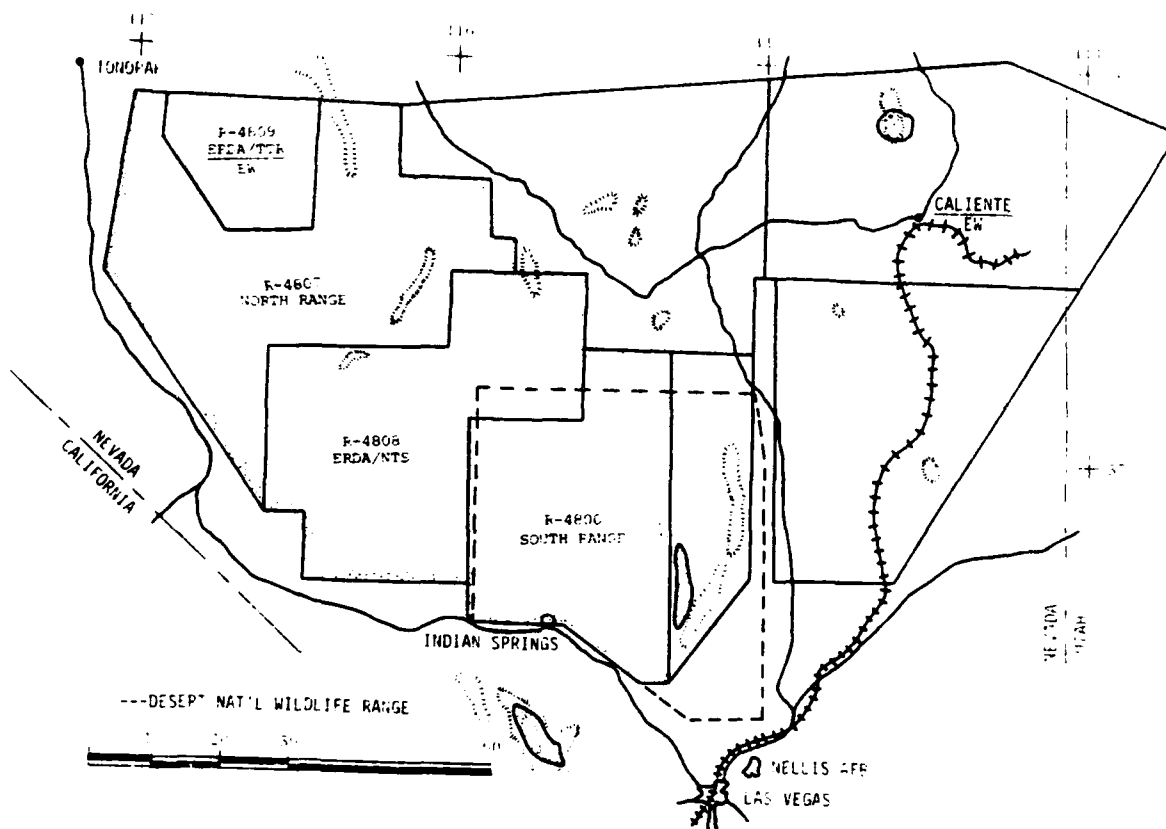 TONOPAH
R-4809
ERDA/TTR
EW
CALIENTE
EW
R-4807
NORTH RANGE
NEVADA
CALIFORNIA
R-4808
ERDA/NTS
R-4806
SOUTH RANGE
INDIAN SPRINGS
NEVADA
UTAH
---DESERT NAT'L WILDLIFE RANGE
NELLIS AFB
LAS VEGAS